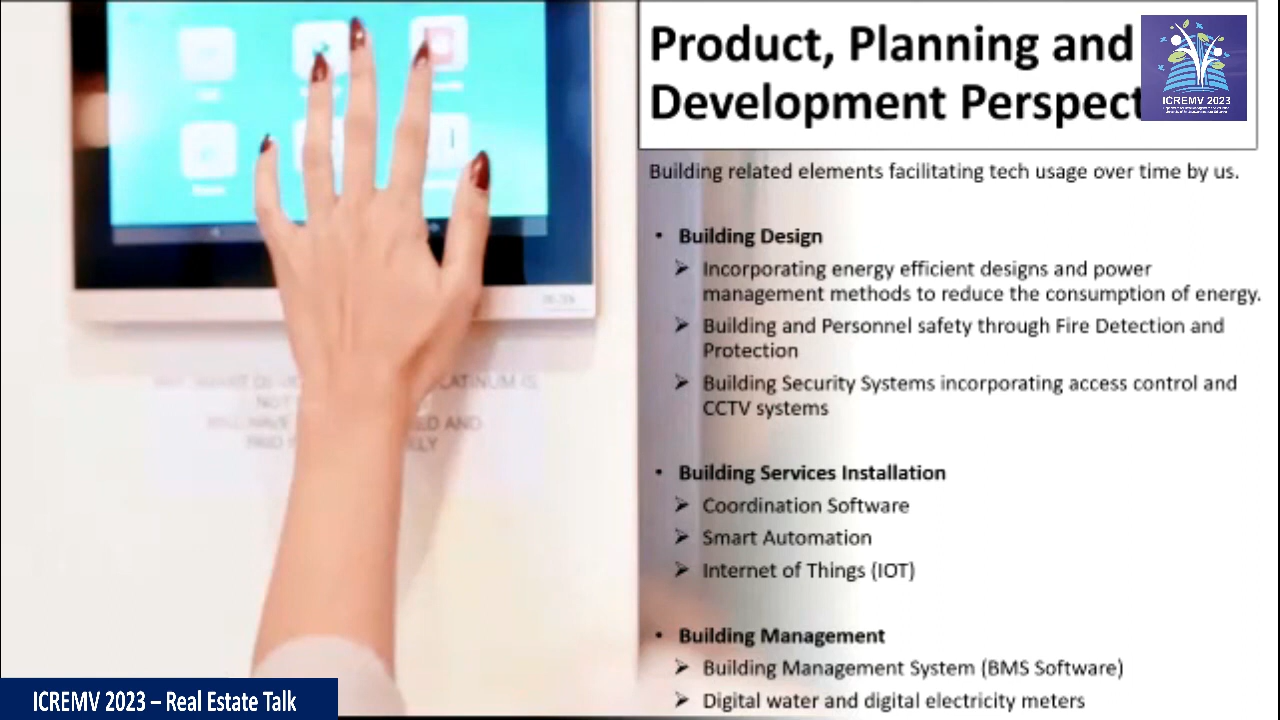 Product, Planning and
Development Perspect
ICREMV 2023
Building related elements facilitating tech usage over time by us.
• Building Design
➢ Incorporating energy efficient designs and power
management methods to reduce the consumption of energy.
➢ Building and Personnel safety through Fire Detection and
Protection
➢ Building Security Systems incorporating access control and
CCTV systems
• Building Services Installation
➢ Coordination Software
➢ Smart Automation
➢ Internet of Things (IOT)
• Building Management
➢ Building Management System (BMS Software)
➢ Digital water and digital electricity meters
ICREMV 2023 – Real Estate Talk